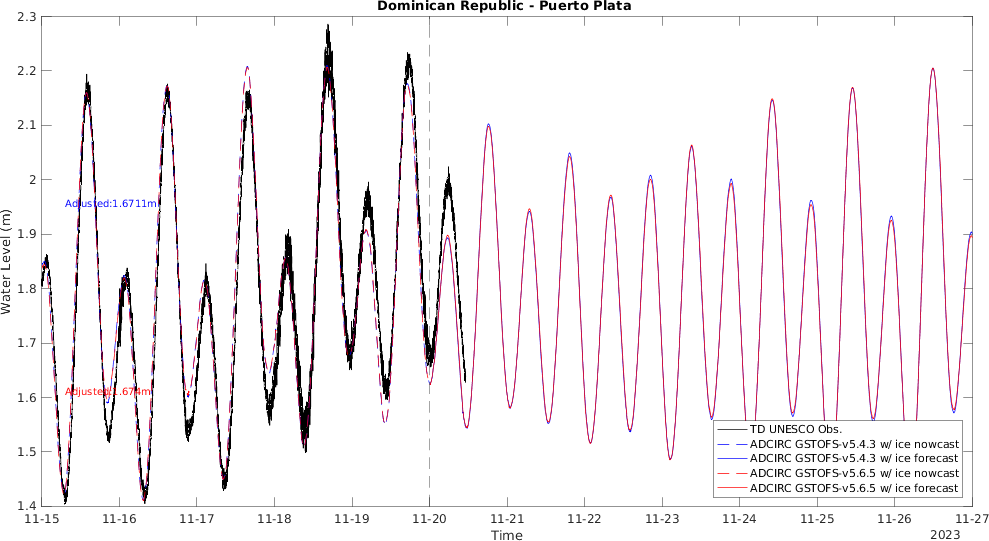 Dominican Republic - Puerto Plata
Water Level (m)
2.3
2.2
2.1
2
1.9
1.8
1.7
1.6
1.5
1.4
Adjusted:1.6711m
Adjusted:1.674m
TD UNESCO Obs.
ADCIRC GSTOFS-v5.4.3 w/ ice nowcast
ADCIRC GSTOFS-v5.4.3 w/ ice forecast
ADCIRC GSTOFS-v5.6.5 w/ ice nowcast
ADCIRC GSTOFS-v5.6.5 w/ ice forecast
11-15 11-16 11-17 11-18 11-19 11-20 11-21 11-22 11-23 11-24 11-25 11-26 11-27
Time
2023